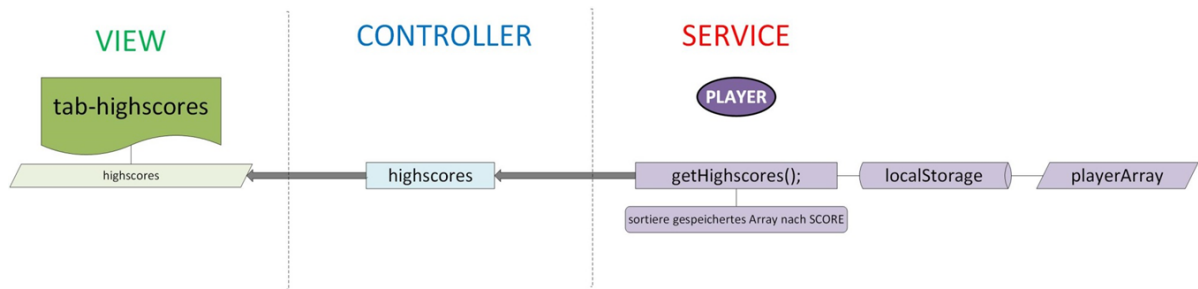 VIEW
CONTROLLER
SERVICE
tab-highscores
PLAYER
highscores
highscores
getHighscores();
localStorage
playerArray
sortiere gespeichertes Array nach SCORE